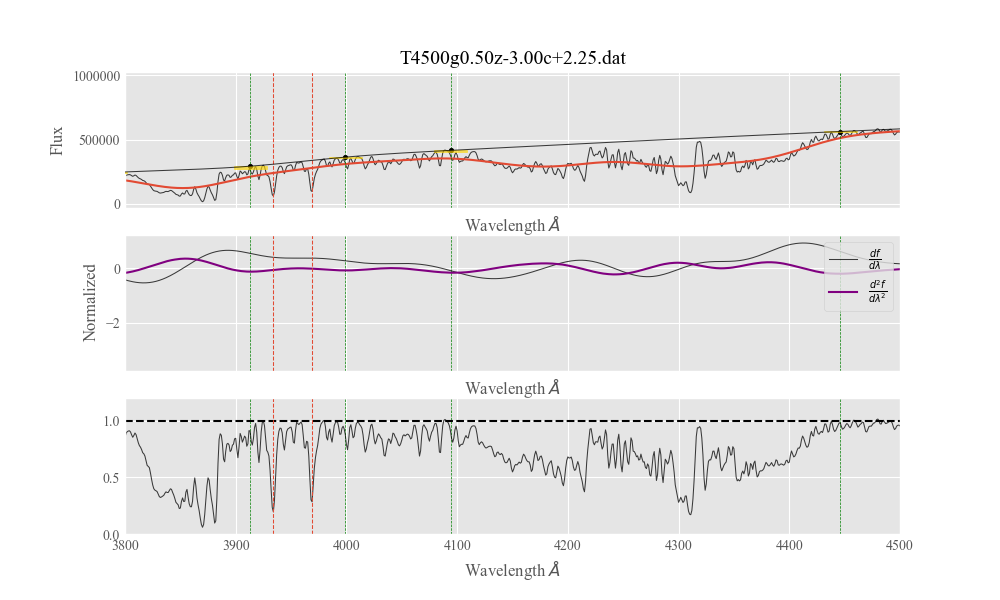 T4500g0.50z-3.00c+2.25.dat
1000000
500000
0
Flux
Wavelength Å
0
−2
Normalized
df/dλ
d²f/dλ²
Wavelength Å
1.0
0.5
0.0
3800 3900 4000 4100 4200 4300 4400 4500
Wavelength Å